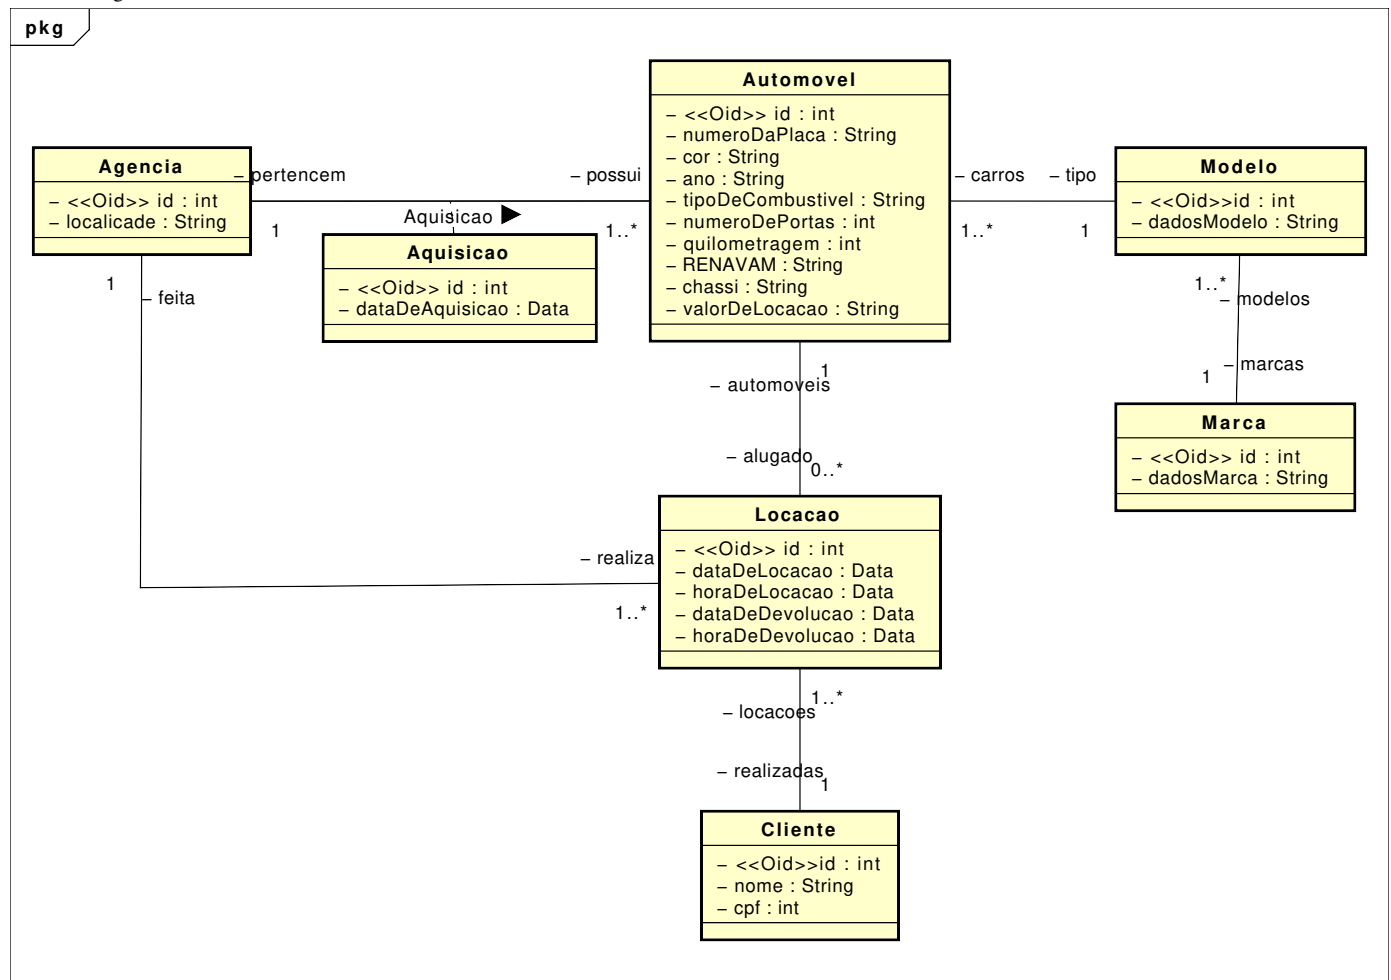 pkg
Automovel
– <<Oid>> id : int
– numeroDaPlaca : String
– cor : String
– ano : String
– tipoDeCombustivel : String
– numeroDePortas : int
– quilometragem : int
– RENAVAM : String
– chassi : String
– valorDeLocacao : String
Agencia
– <<Oid>> id : int
– localicade : String
– pertencem
– possui
Aquisicao
1
1..*
Aquisicao
– <<Oid>> id : int
– dataDeAquisicao : Data
– carros
– tipo
1..*
1
Modelo
– <<Oid>>id : int
– dadosModelo : String
1..*
– modelos
– marcas
1
Marca
– <<Oid>> id : int
– dadosMarca : String
1
– feita
1
– automoveis
– alugado
0..*
Locacao
– <<Oid>> id : int
– dataDeLocacao : Data
– horaDeLocacao : Data
– dataDeDevolucao : Data
– horaDeDevolucao : Data
– realiza
1..*
1..*
– locacoes
– realizadas
1
Cliente
– <<Oid>>id : int
– nome : String
– cpf : int